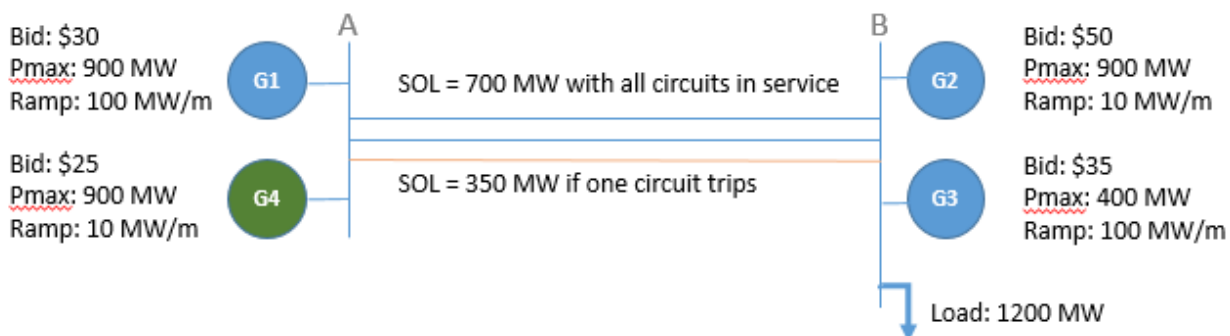 A
B
Bid: $30
Pmax: 900 MW
Ramp: 100 MW/m
G1
SOL = 700 MW with all circuits in service
G2
Bid: $50
Pmax: 900 MW
Ramp: 10 MW/m
Bid: $25
Pmax: 900 MW
Ramp: 10 MW/m
G4
SOL = 350 MW if one circuit trips
G3
Bid: $35
Pmax: 400 MW
Ramp: 100 MW/m
Load: 1200 MW